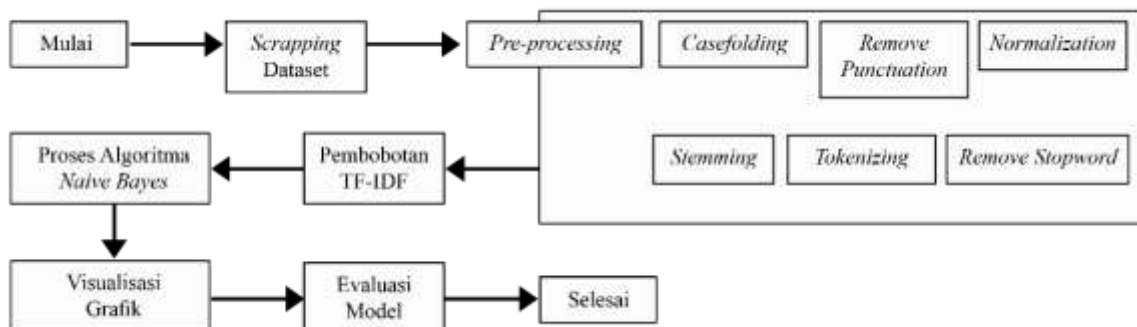 Mulai
Scrapping
Dataset
Pre-processing
Casefolding
Remove
Punctuation
Normalization
Stemming
Tokenizing
Remove Stopword
Pembobotan
TF-IDF
Proses Algoritma
Naive Bayes
Visualisasi
Grafik
Evaluasi
Model
Selesai